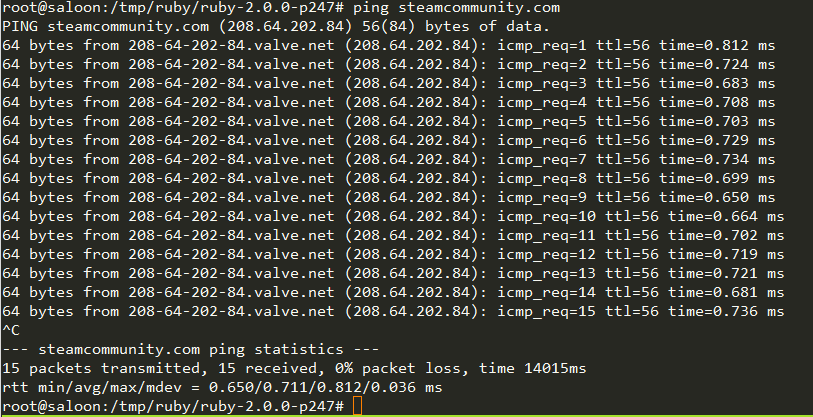 root@saloon:/tmp/ruby/ruby-2.0.0-p247# ping steamcommunity.com
PING steamcommunity.com (208.64.202.84) 56(84) bytes of data.
64 bytes from 208-64-202-84.valve.net (208.64.202.84): icmp_req=1 ttl=56 time=0.812 ms
64 bytes from 208-64-202-84.valve.net (208.64.202.84): icmp_req=2 ttl=56 time=0.724 ms
64 bytes from 208-64-202-84.valve.net (208.64.202.84): icmp_req=3 ttl=56 time=0.683 ms
64 bytes from 208-64-202-84.valve.net (208.64.202.84): icmp_req=4 ttl=56 time=0.708 ms
64 bytes from 208-64-202-84.valve.net (208.64.202.84): icmp_req=5 ttl=56 time=0.703 ms
64 bytes from 208-64-202-84.valve.net (208.64.202.84): icmp_req=6 ttl=56 time=0.729 ms
64 bytes from 208-64-202-84.valve.net (208.64.202.84): icmp_req=7 ttl=56 time=0.734 ms
64 bytes from 208-64-202-84.valve.net (208.64.202.84): icmp_req=8 ttl=56 time=0.699 ms
64 bytes from 208-64-202-84.valve.net (208.64.202.84): icmp_req=9 ttl=56 time=0.650 ms
64 bytes from 208-64-202-84.valve.net (208.64.202.84): icmp_req=10 ttl=56 time=0.664 ms
64 bytes from 208-64-202-84.valve.net (208.64.202.84): icmp_req=11 ttl=56 time=0.702 ms
64 bytes from 208-64-202-84.valve.net (208.64.202.84): icmp_req=12 ttl=56 time=0.719 ms
64 bytes from 208-64-202-84.valve.net (208.64.202.84): icmp_req=13 ttl=56 time=0.721 ms
64 bytes from 208-64-202-84.valve.net (208.64.202.84): icmp_req=14 ttl=56 time=0.681 ms
64 bytes from 208-64-202-84.valve.net (208.64.202.84): icmp_req=15 ttl=56 time=0.736 ms
^C
--- steamcommunity.com ping statistics ---
15 packets transmitted, 15 received, 0% packet loss, time 14015ms
rtt min/avg/max/mdev = 0.650/0.711/0.812/0.036 ms
root@saloon:/tmp/ruby/ruby-2.0.0-p247#